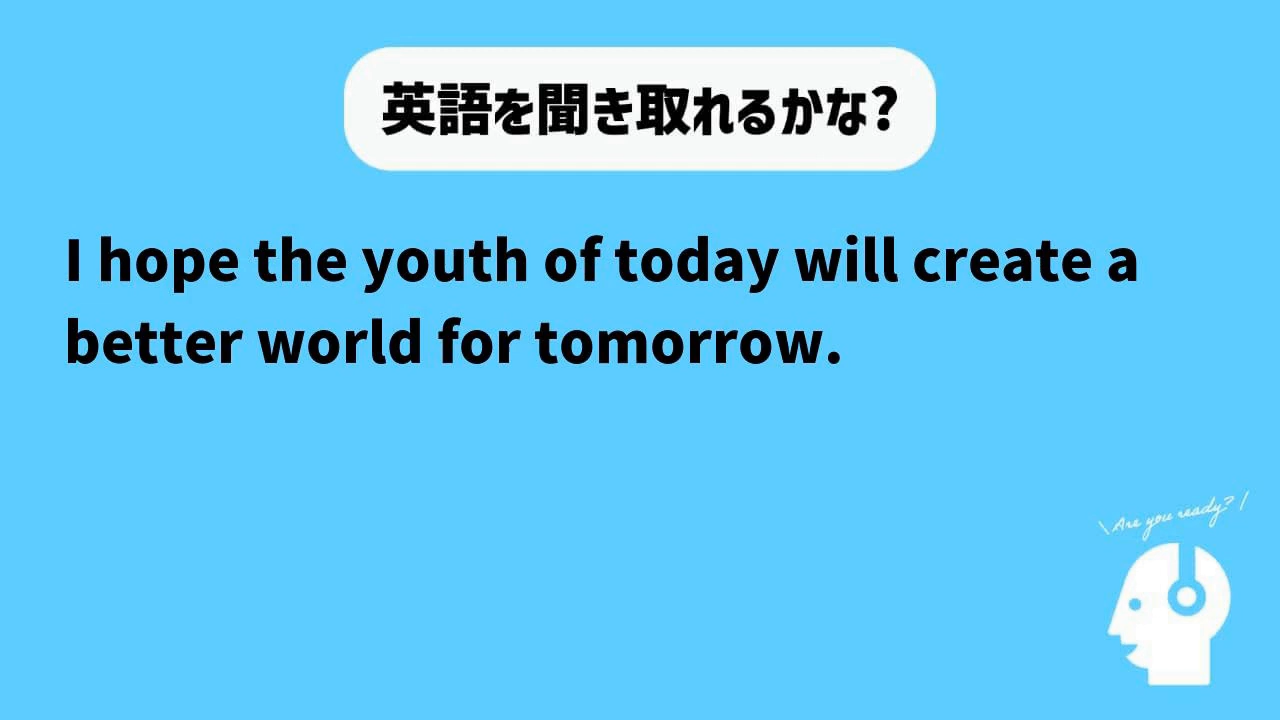 英語を聞き取れるかな?
I hope the youth of today will create a
better world for tomorrow.
\ Are you ready? /